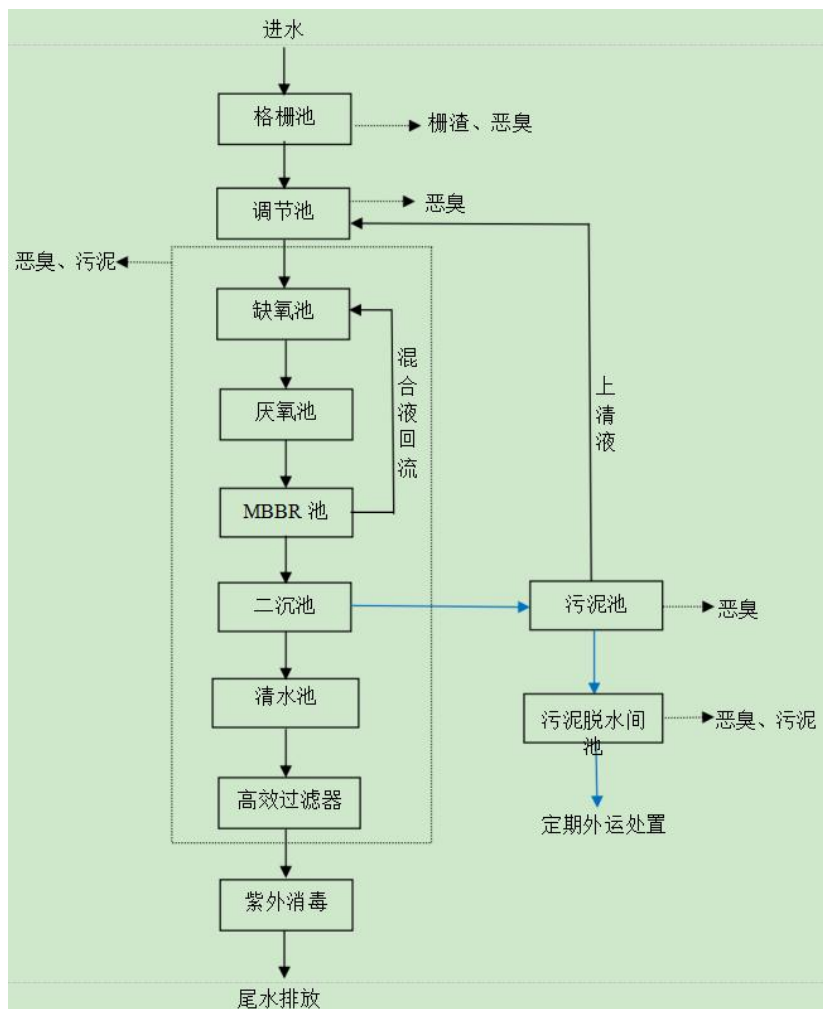 进水
格栅池
栅渣、恶臭
调节池
恶臭
恶臭、污泥
缺氧池
混合液回流
上清液
厌氧池
MBBR 池
二沉池
污泥池
恶臭
清水池
污泥脱水间
池
恶臭、污泥
高效过滤器
定期外运处置
紫外消毒
尾水排放